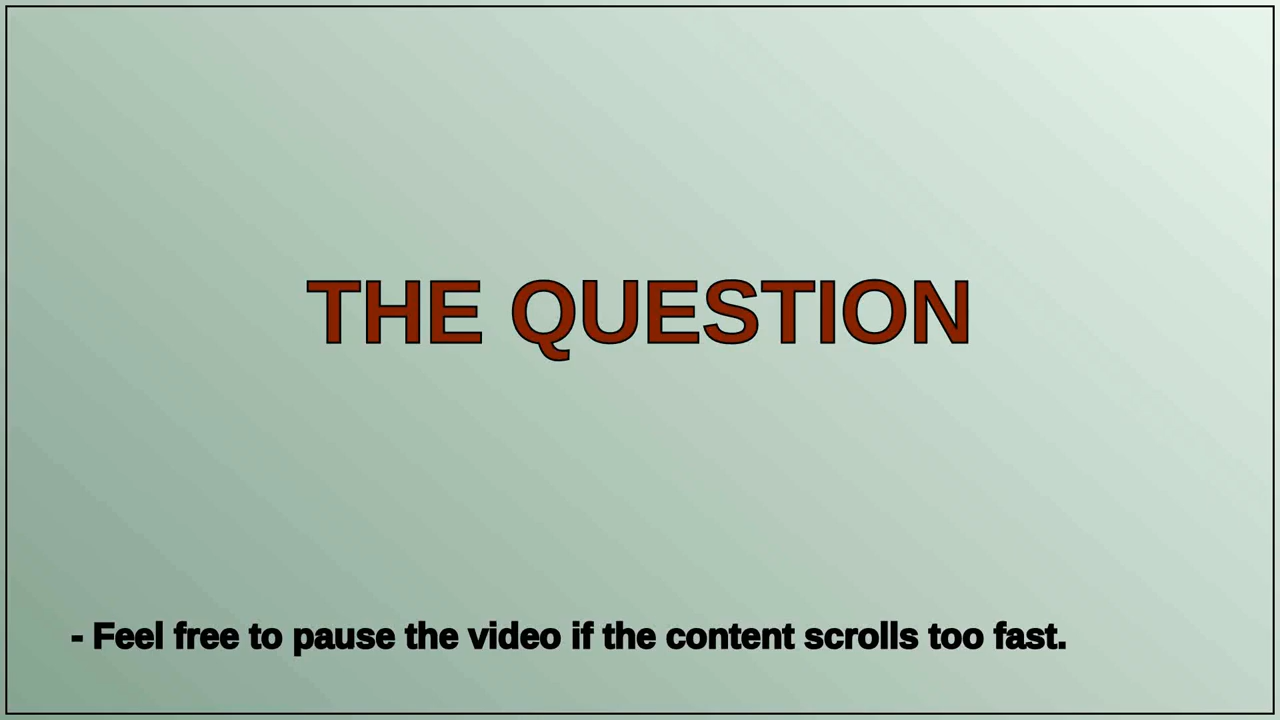 THE QUESTION
- Feel free to pause the video if the content scrolls too fast.